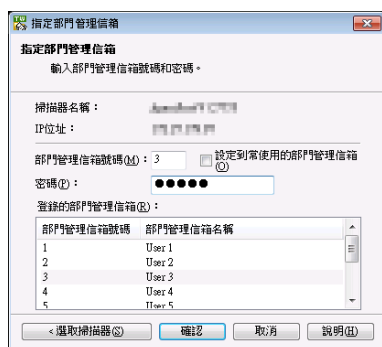 指定部門管理信箱
指定部門管理信箱
輸入部門管理信箱號碼和密碼。
掃描器名稱：
IP位址：
部門管理信箱號碼(M)： 3 設定到常使用的部門管理信箱(O)
密碼(P)： ●●●●●
登錄的部門管理信箱(R)：
部門管理信箱號碼 部門管理信箱名稱
1 User 1
2 User 2
3 User 3
4 User 4
5 User 5
< 選取掃描器(S) 確認 取消 說明(H)